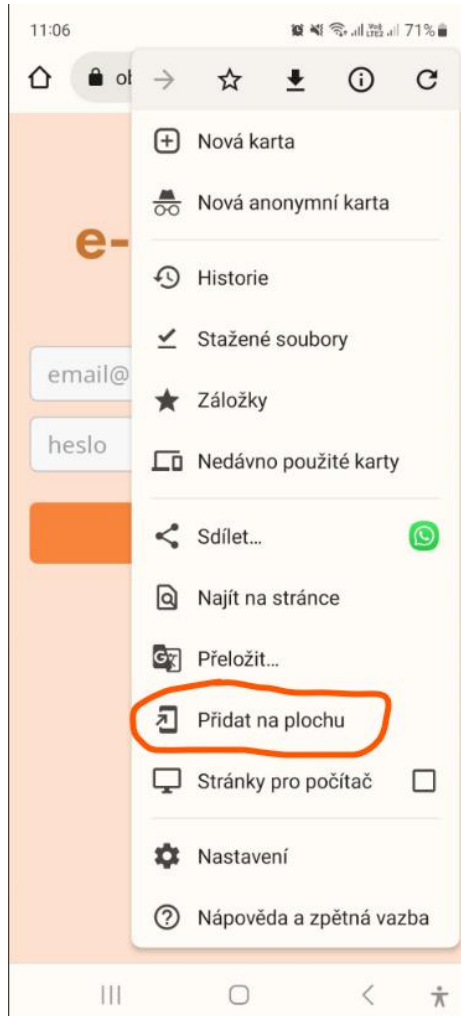 11:06
71%
Nová karta
Nová anonymní karta
e-
Historie
Stažené soubory
email@
Záložky
heslo
Nedávno použité karty
Sdílet...
Najít na stránce
Přeložit...
Přidat na plochu
Stránky pro počítač
Nastavení
Nápověda a zpětná vazba